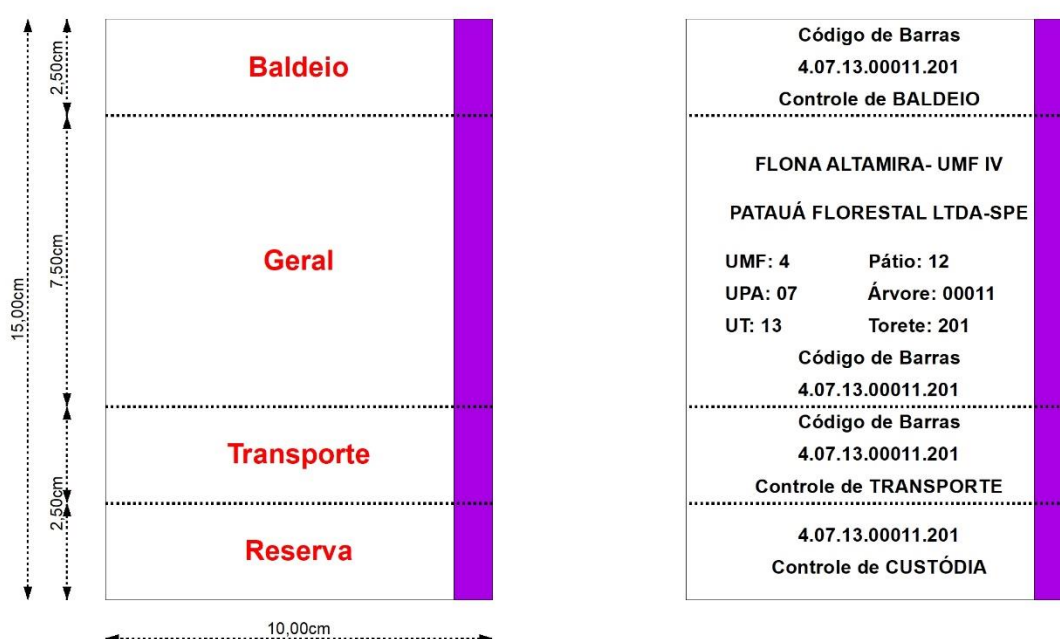 15,00cm
2,50cm
7,50cm
2,50cm
10,00cm
Baldeio
Geral
Transporte
Reserva
Código de Barras
4.07.13.00011.201
Controle de BALDEIO
FLONA ALTAMIRA- UMF IV
PATAUÁ FLORESTAL LTDA-SPE
UMF: 4 Pátio: 12
UPA: 07 Árvore: 00011
UT: 13 Torete: 201
Código de Barras
4.07.13.00011.201
Código de Barras
4.07.13.00011.201
Controle de TRANSPORTE
4.07.13.00011.201
Controle de CUSTÓDIA